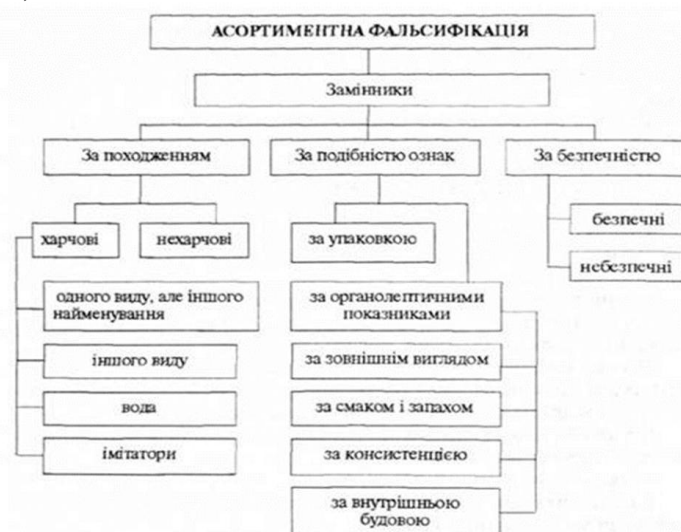 АСОРТИМЕНТНА ФАЛЬСИФІКАЦІЯ
Замінники
За походженням
За подібністю ознак
За безпечністю
харчові
нехарчові
за упаковкою
безпечні
небезпечні
одного виду, але іншого
найменування
за органолептичними
показниками
іншого виду
за зовнішнім виглядом
вода
за смаком і запахом
імітатори
за консистенцією
за внутрішньою
будовою